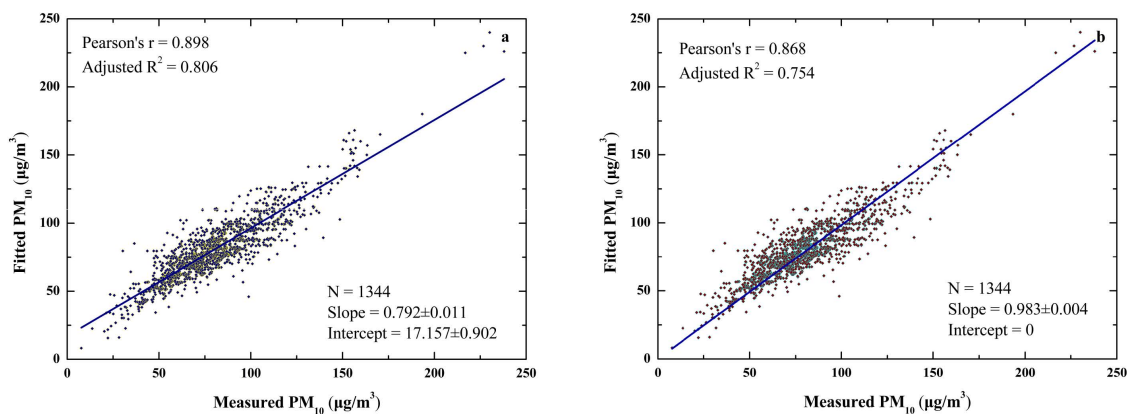 a
Pearson's r = 0.898
Adjusted R² = 0.806
250
200
150
100
50
0
Fitted PM₁₀ (μg/m³)
N = 1344
Slope = 0.792±0.011
Intercept = 17.157±0.902
0 50 100 150 200 250
Measured PM₁₀ (μg/m³)
b
Pearson's r = 0.868
Adjusted R² = 0.754
250
200
150
100
50
0
Fitted PM₁₀ (μg/m³)
N = 1344
Slope = 0.983±0.004
Intercept = 0
0 50 100 150 200 250
Measured PM₁₀ (μg/m³)